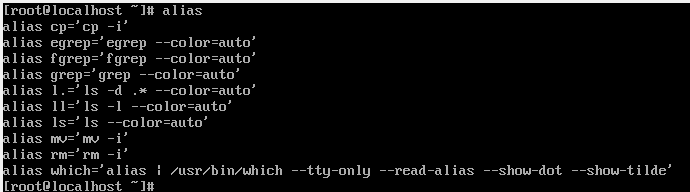 [root@localhost ~]# alias
alias cp='cp -i'
alias egrep='egrep --color=auto'
alias fgrep='fgrep --color=auto'
alias grep='grep --color=auto'
alias l.='ls -d .* --color=auto'
alias ll='ls -l --color=auto'
alias ls='ls --color=auto'
alias mv='mv -i'
alias rm='rm -i'
alias which='alias | /usr/bin/which --tty-only --read-alias --show-dot --show-tilde'
[root@localhost ~]#